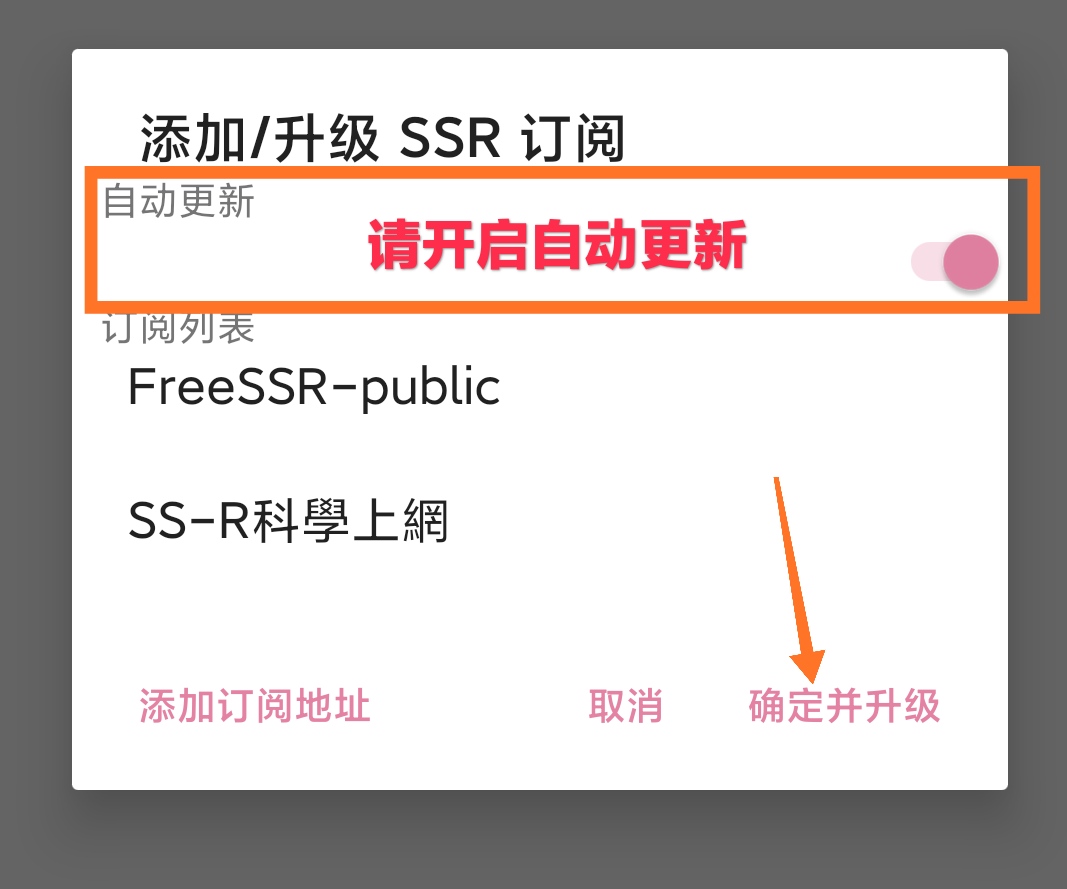 添加/升级 SSR 订阅
自动更新
请开启自动更新
订阅列表
FreeSSR-public
SS-R科學上網
添加订阅地址 取消 确定并升级